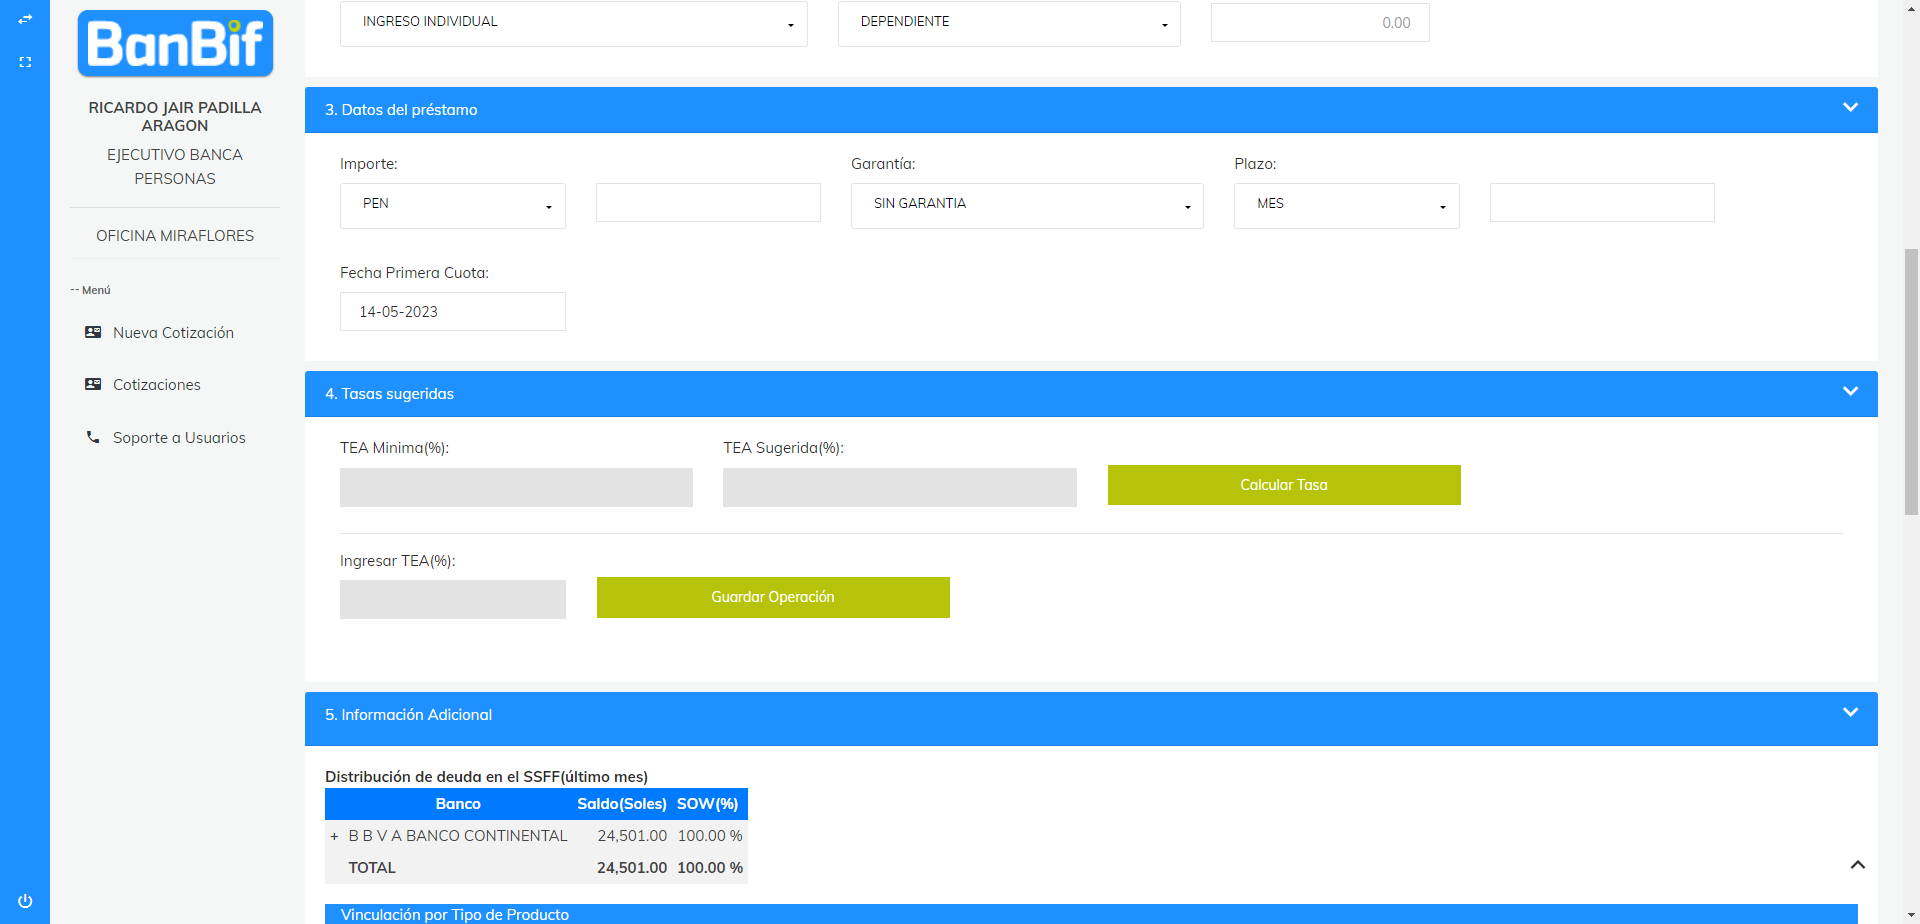 BanBif
RICARDO JAIR PADILLA
ARAGON
EJECUTIVO BANCA
PERSONAS
OFICINA MIRAFLORES
-- Menú
Nueva Cotización
Cotizaciones
Soporte a Usuarios
INGRESO INDIVIDUAL DEPENDIENTE 0.00
3. Datos del préstamo
Importe: Garantía: Plazo:
PEN SIN GARANTIA MES
Fecha Primera Cuota:
14-05-2023
4. Tasas sugeridas
TEA Minima(%): TEA Sugerida(%):
Calcular Tasa
Ingresar TEA(%):
Guardar Operación
5. Información Adicional
Distribución de deuda en el SSFF(último mes)
Banco Saldo(Soles) SOW(%)
+ B B V A BANCO CONTINENTAL 24,501.00 100.00 %
TOTAL 24,501.00 100.00 %
Vinculación por Tipo de Producto